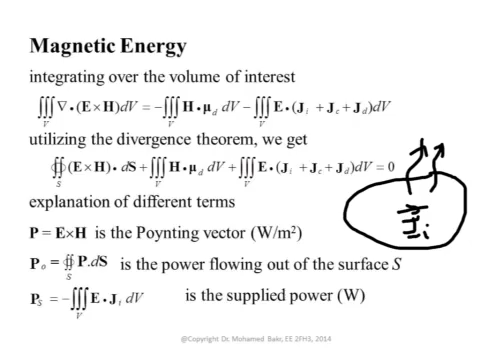 Magnetic Energy
integrating over the volume of interest
∭_V ∇•(E×H)dV = −∭_V H•μ_d dV − ∭_V E•(J_i + J_c + J_d)dV
utilizing the divergence theorem, we get
∯_S (E×H)• dS + ∭_V H•μ_d dV + ∭_V E•(J_i + J_c + J_d)dV = 0
explanation of different terms
P = E×H is the Poynting vector (W/m²)
P_o = ∯_S P.dS is the power flowing out of the surface S
P_S = −∭_V E•J_i dV is the supplied power (W)
J_i
@Copyright Dr. Mohamed Bakr, EE 2FH3, 2014